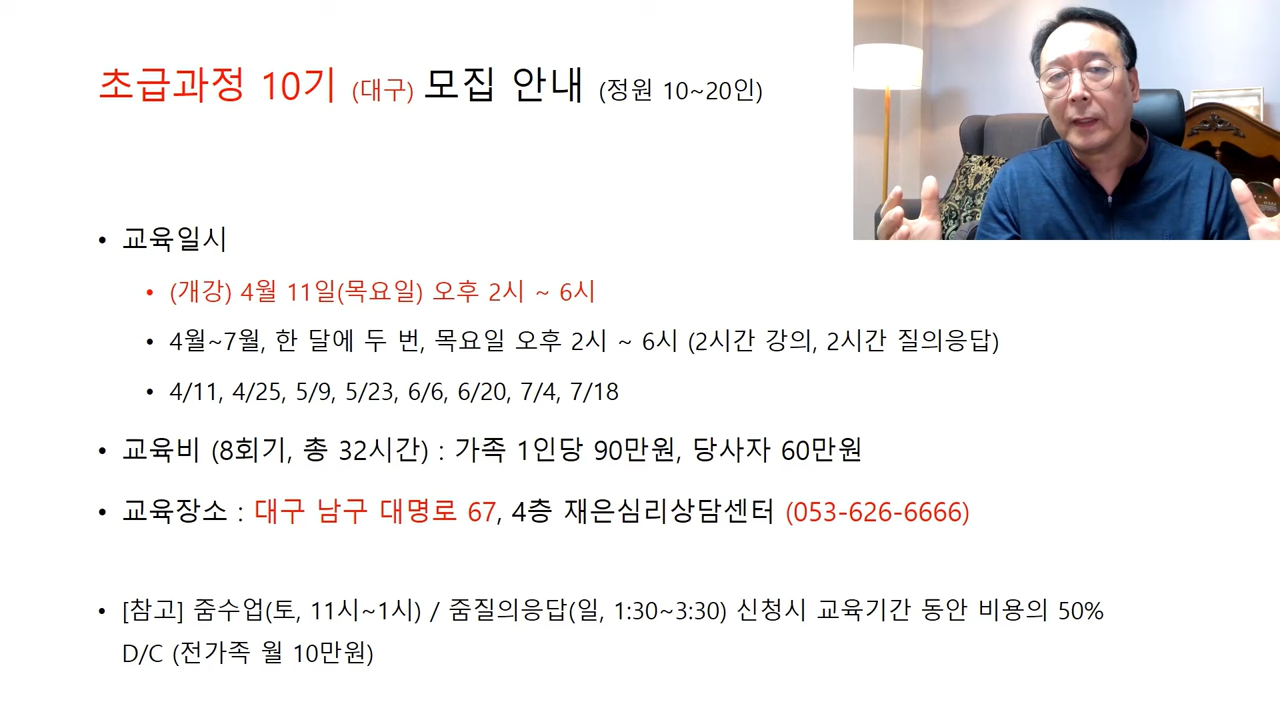 초급과정 10기 (대구) 모집 안내 (정원 10~20인)
• 교육일시
• (개강) 4월 11일(목요일) 오후 2시 ~ 6시
• 4월~7월, 한 달에 두 번, 목요일 오후 2시 ~ 6시 (2시간 강의, 2시간 질의응답)
• 4/11, 4/25, 5/9, 5/23, 6/6, 6/20, 7/4, 7/18
• 교육비 (8회기, 총 32시간) : 가족 1인당 90만원, 당사자 60만원
• 교육장소 : 대구 남구 대명로 67, 4층 재은심리상담센터 (053-626-6666)
• [참고] 줌수업(토, 11시~1시) / 줌질의응답(일, 1:30~3:30) 신청시 교육기간 동안 비용의 50%
D/C (전가족 월 10만원)